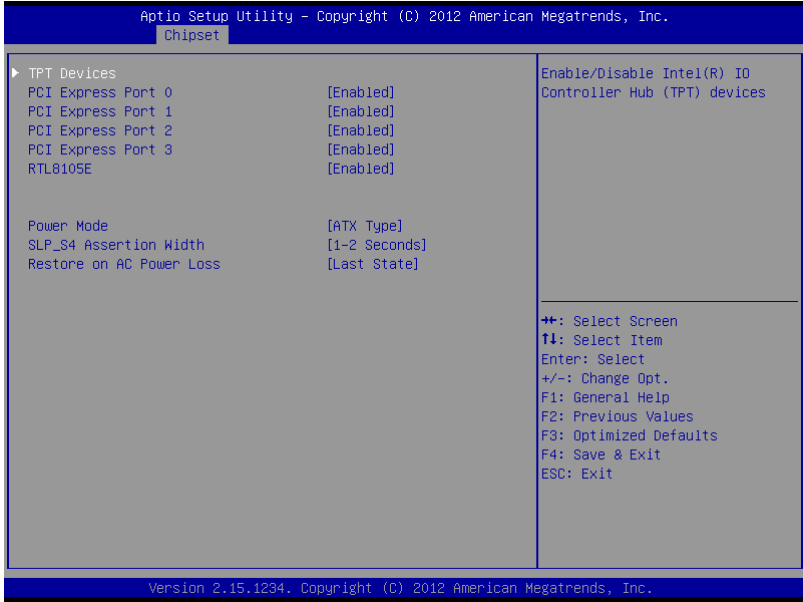 Aptio Setup Utility – Copyright (C) 2012 American Megatrends, Inc.
Chipset
▶ TPT Devices
PCI Express Port 0 [Enabled]
PCI Express Port 1 [Enabled]
PCI Express Port 2 [Enabled]
PCI Express Port 3 [Enabled]
RTL8105E [Enabled]
Power Mode [ATX Type]
SLP_S4 Assertion Width [1-2 Seconds]
Restore on AC Power Loss [Last State]
Enable/Disable Intel(R) IO
Controller Hub (TPT) devices
→←: Select Screen
↑↓: Select Item
Enter: Select
+/-: Change Opt.
F1: General Help
F2: Previous Values
F3: Optimized Defaults
F4: Save & Exit
ESC: Exit
Version 2.15.1234. Copyright (C) 2012 American Megatrends, Inc.